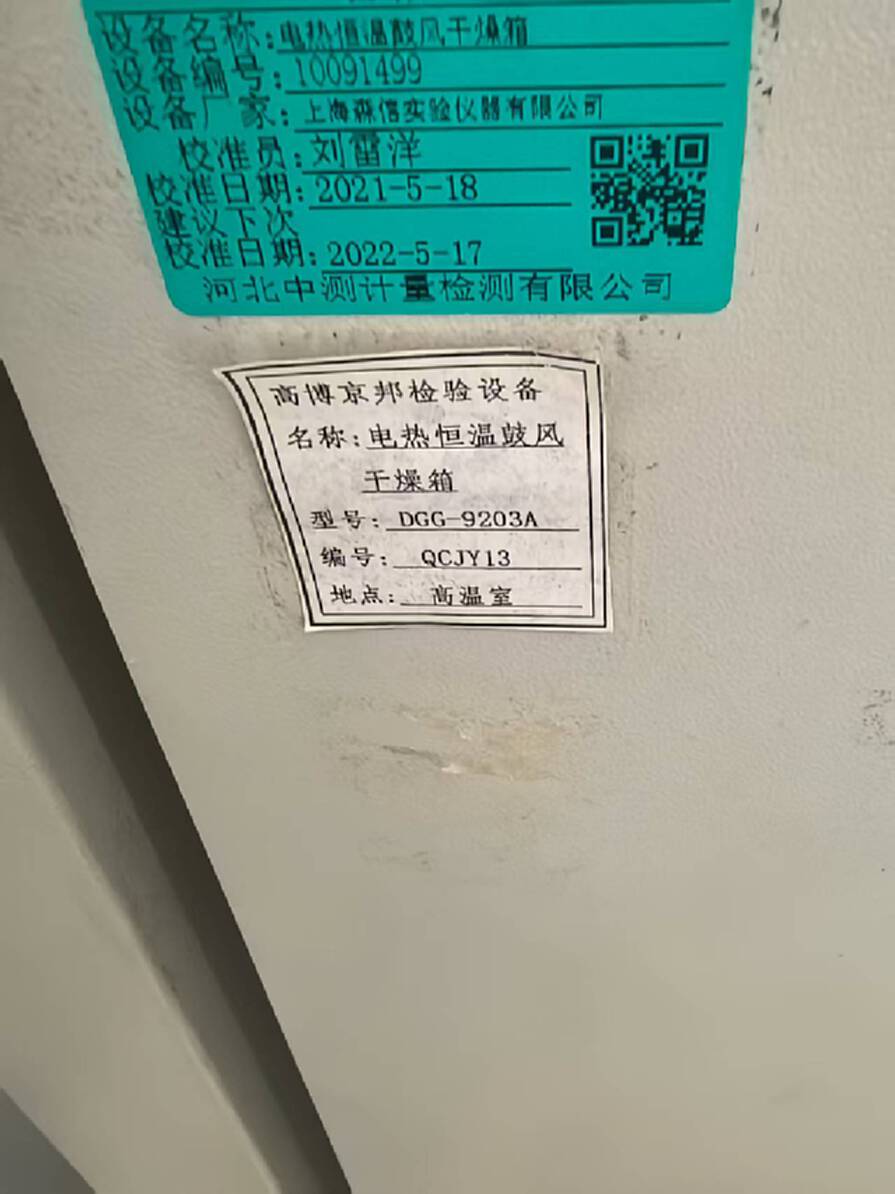 设备名称:电热恒温鼓风干燥箱
设备编号:10091499
设备厂家:上海森信实验仪器有限公司
校准员:刘雷洋
校准日期:2021-5-18
建议下次
校准日期:2022-5-17
河北中测计量检测有限公司
高博京邦检验设备
名称:电热恒温鼓风
干燥箱
型号:DGG-9203A
编号:QCJY13
地点:高温室